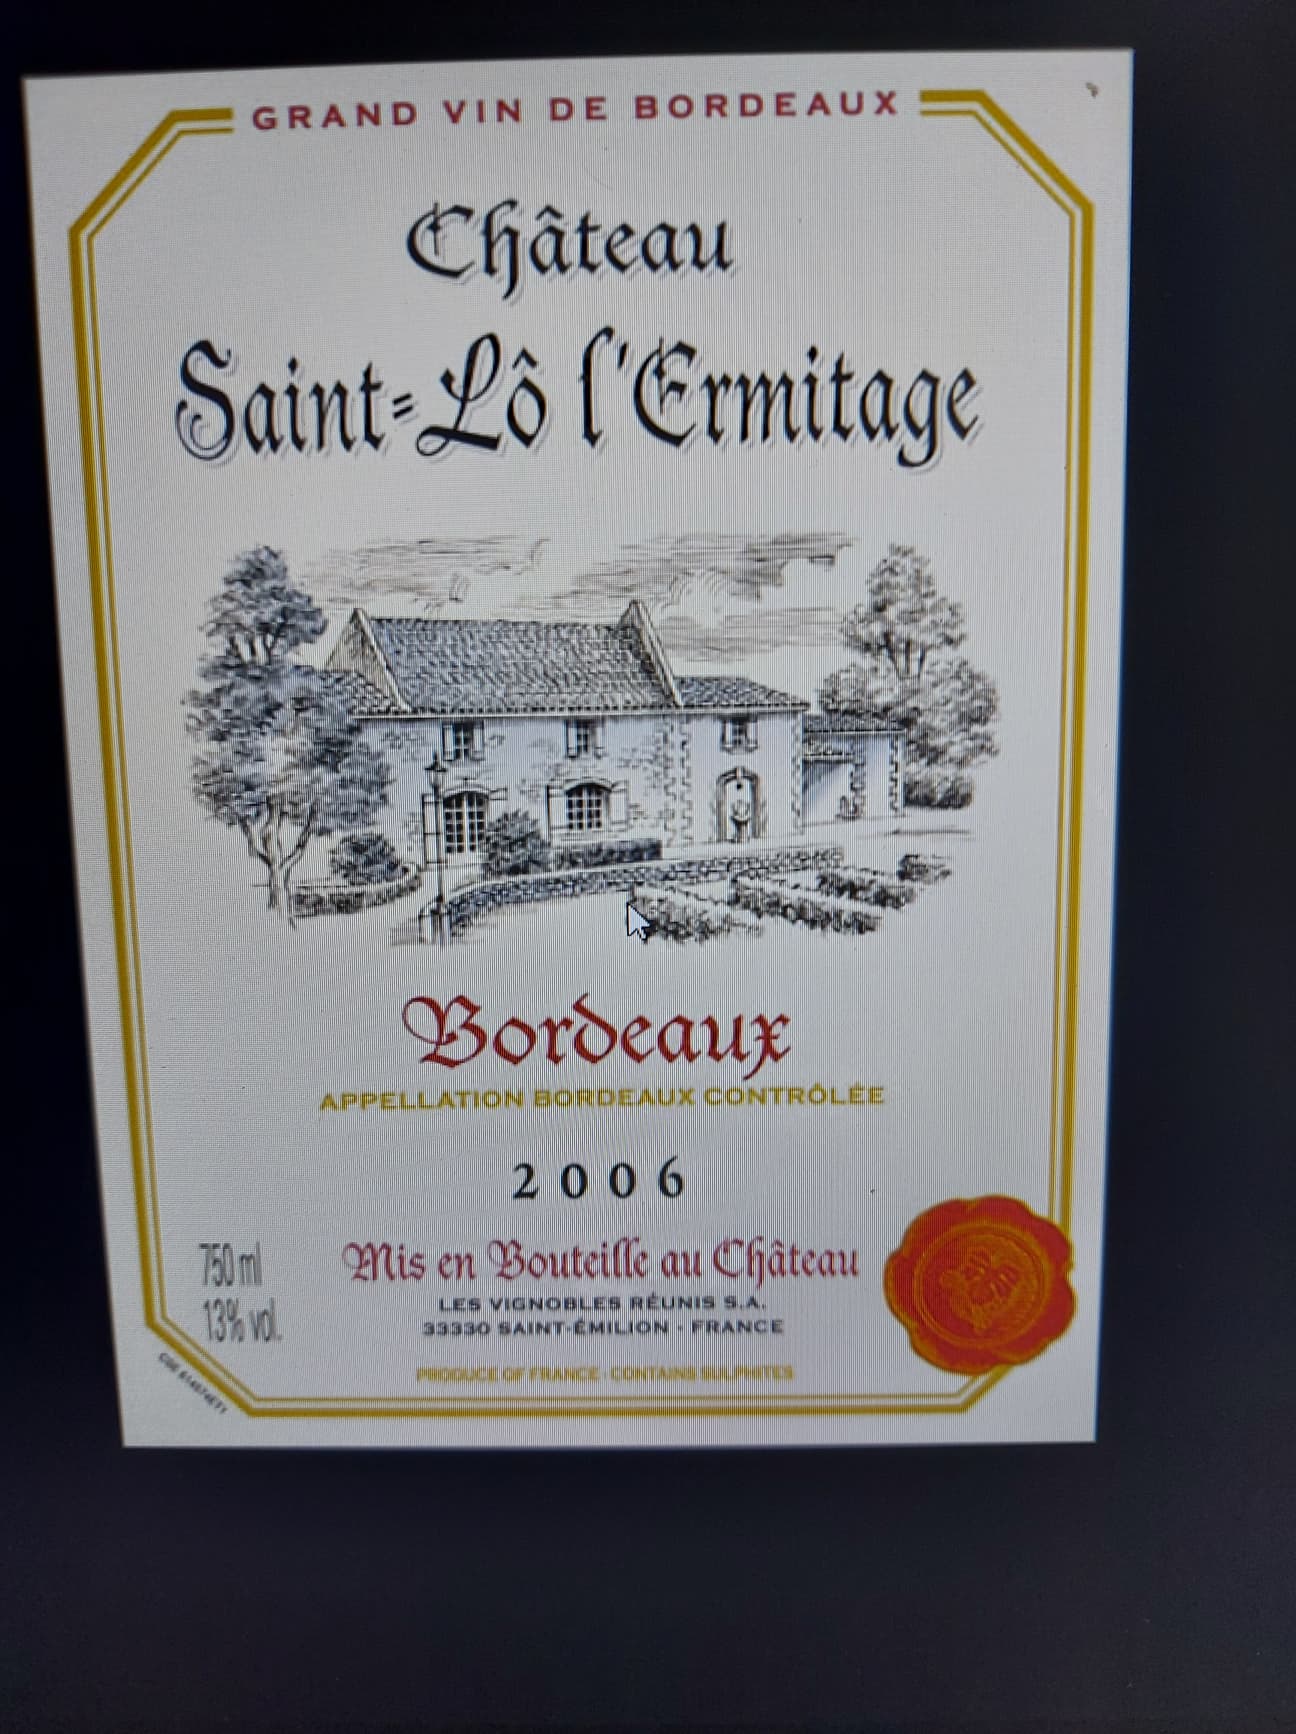 GRAND VIN DE BORDEAUX
Château
Saint-Lô l'Ermitage
Bordeaux
APPELLATION BORDEAUX CONTRÔLÉE
2006
750 ml
13% vol.
Mis en Bouteille au Château
LES VIGNOBLES RÉUNIS S.A.
33330 SAINT-ÉMILION - FRANCE
PRODUCE OF FRANCE - CONTAINS SULPHITES